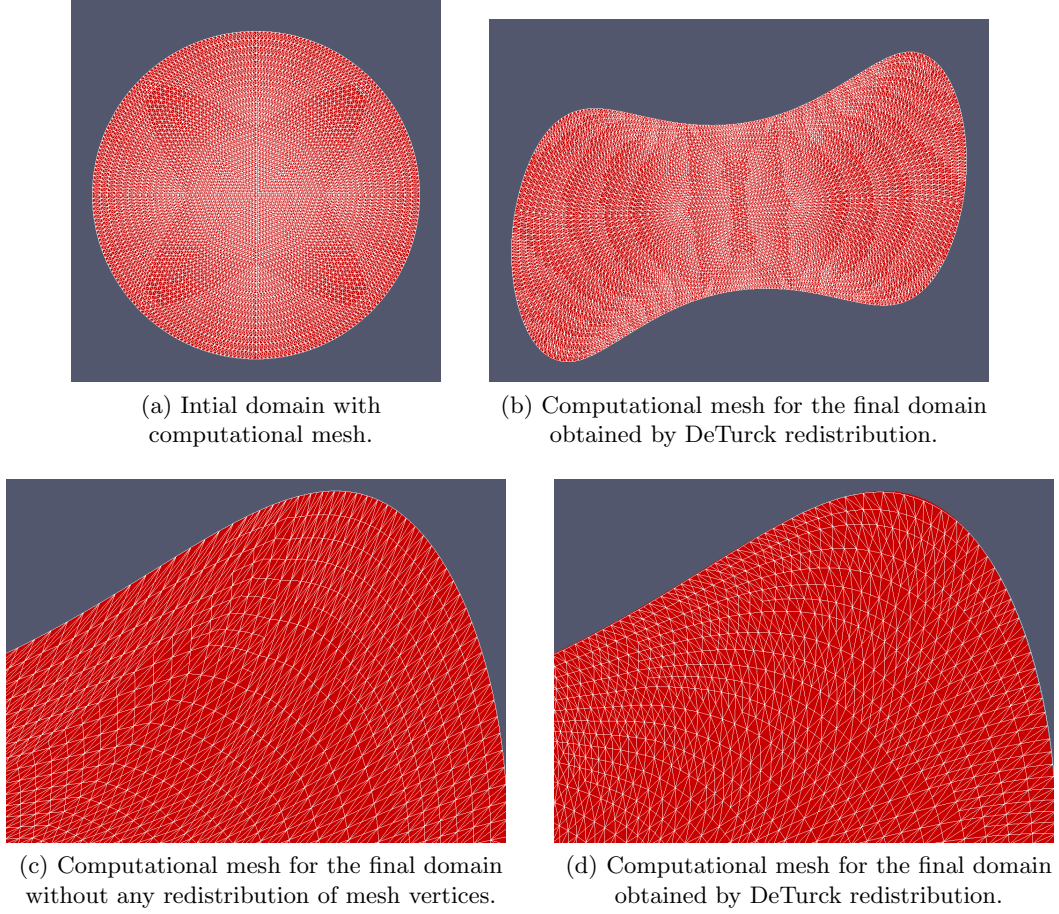 (a) Intial domain with
computational mesh.
(b) Computational mesh for the final domain
obtained by DeTurck redistribution.
(c) Computational mesh for the final domain
without any redistribution of mesh vertices.
(d) Computational mesh for the final domain
obtained by DeTurck redistribution.